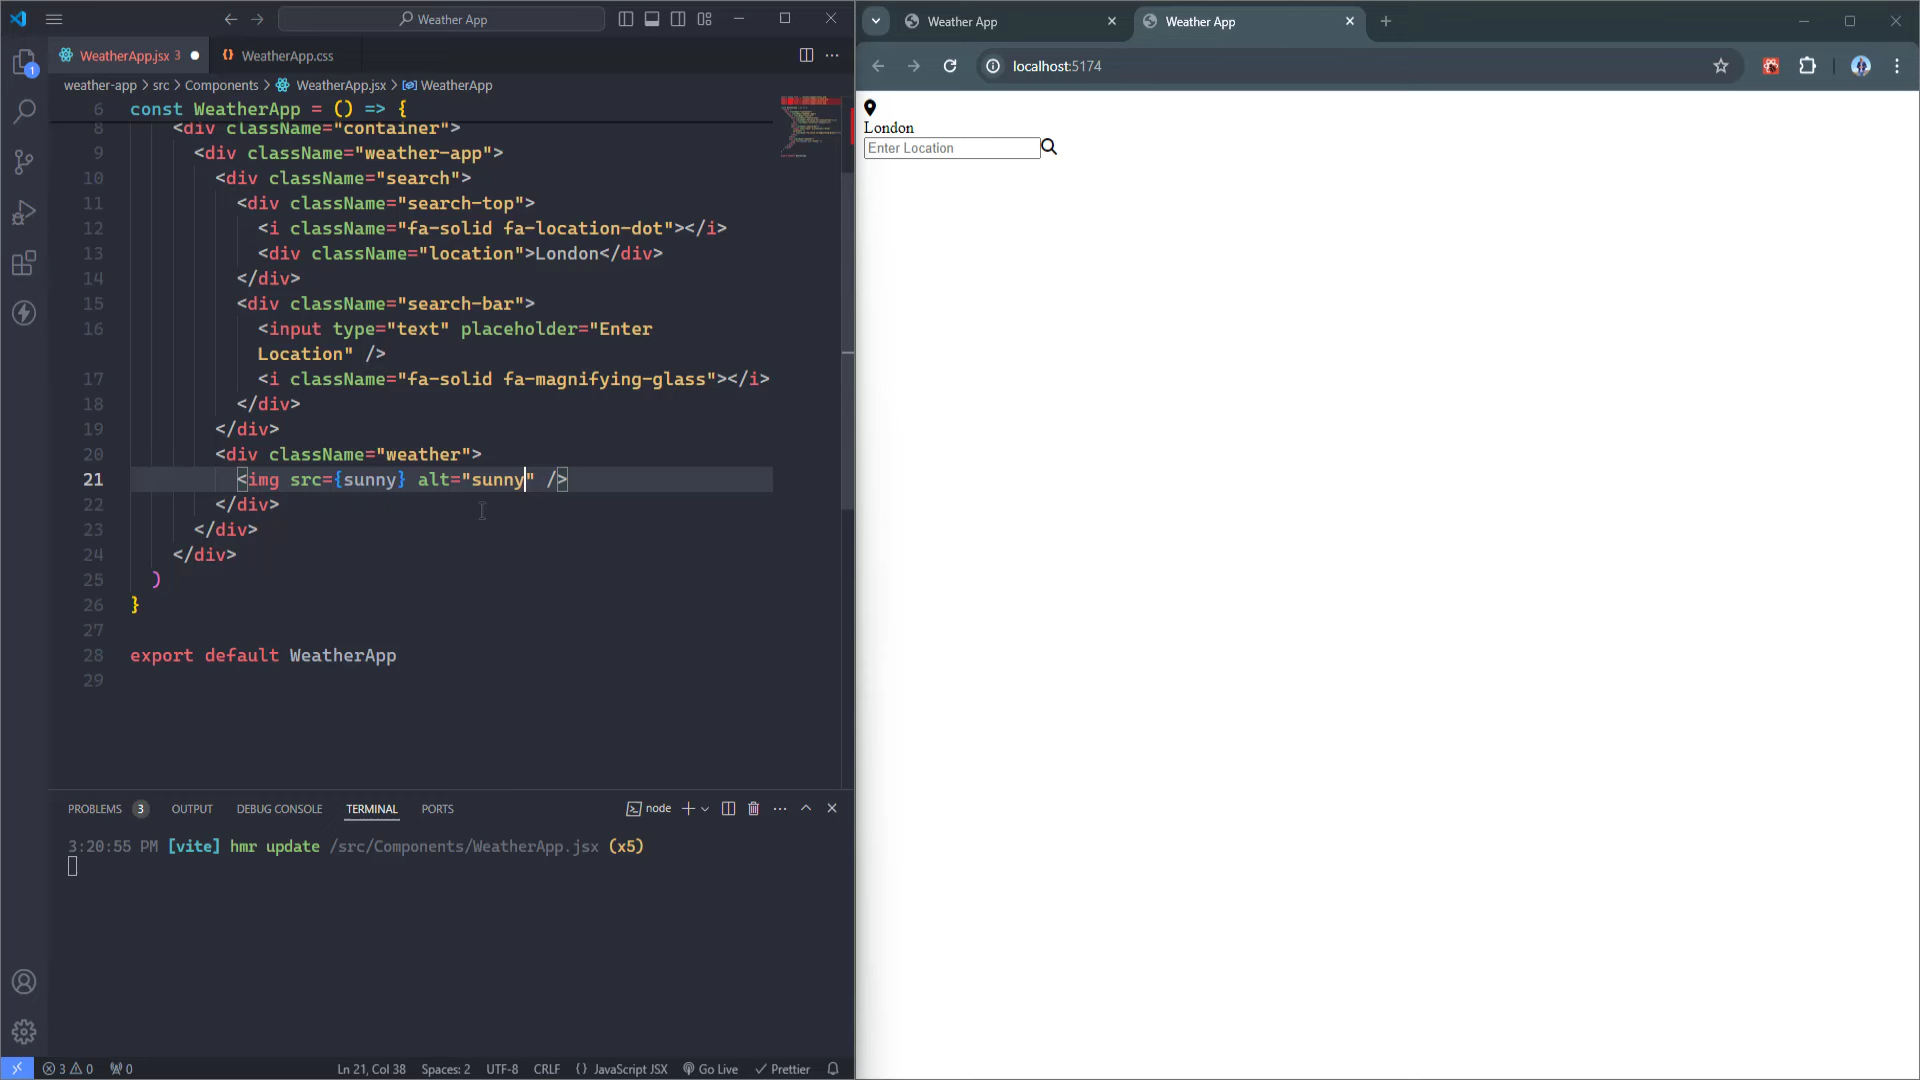 Weather App
WeatherApp.jsx 3
WeatherApp.css
weather-app > src > Components > WeatherApp.jsx > WeatherApp
6 const WeatherApp = () => {
8 <div className="container">
9 <div className="weather-app">
10 <div className="search">
11 <div className="search-top">
12 <i className="fa-solid fa-location-dot"></i>
13 <div className="location">London</div>
14 </div>
15 <div className="search-bar">
16 <input type="text" placeholder="Enter
Location" />
17 <i className="fa-solid fa-magnifying-glass"></i>
18 </div>
19 </div>
20 <div className="weather">
21 <img src={sunny} alt="sunny" />
22 </div>
23 </div>
24 </div>
25 )
26 }
27
28 export default WeatherApp
29
PROBLEMS 3 OUTPUT DEBUG CONSOLE TERMINAL PORTS node
3:20:55 PM [vite] hmr update /src/Components/WeatherApp.jsx (x5)
3 0 0 Ln 21, Col 38 Spaces: 2 UTF-8 CRLF {} JavaScript JSX Go Live Prettier
1
Weather App
Weather App
localhost:5174
London
Enter Location